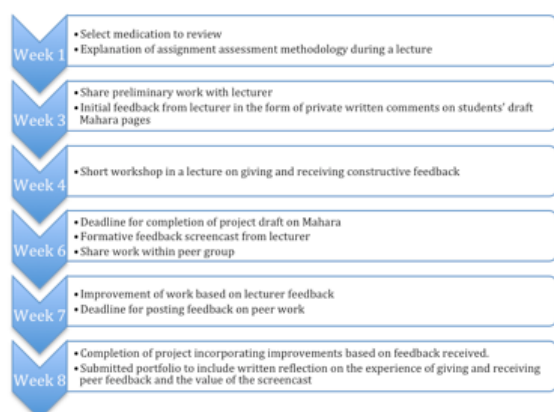 Week 1
•Select medication to review
•Explanation of assignment assessment methodology during a lecture
Week 3
•Share preliminary work with lecturer
•Initial feedback from lecturer in the form of private written comments on students' draft
Mahara pages
Week 4
•Short workshop in a lecture on giving and receiving constructive feedback
Week 6
•Deadline for completion of project draft on Mahara
•Formative feedback screencast from lecturer
•Share work within peer group
Week 7
•Improvement of work based on lecturer feedback
•Deadline for posting feedback on peer work
Week 8
•Completion of project incorporating improvements based on feedback received.
•Submitted portfolio to include written reflection on the experience of giving and receiving
peer feedback and the value of the screencast